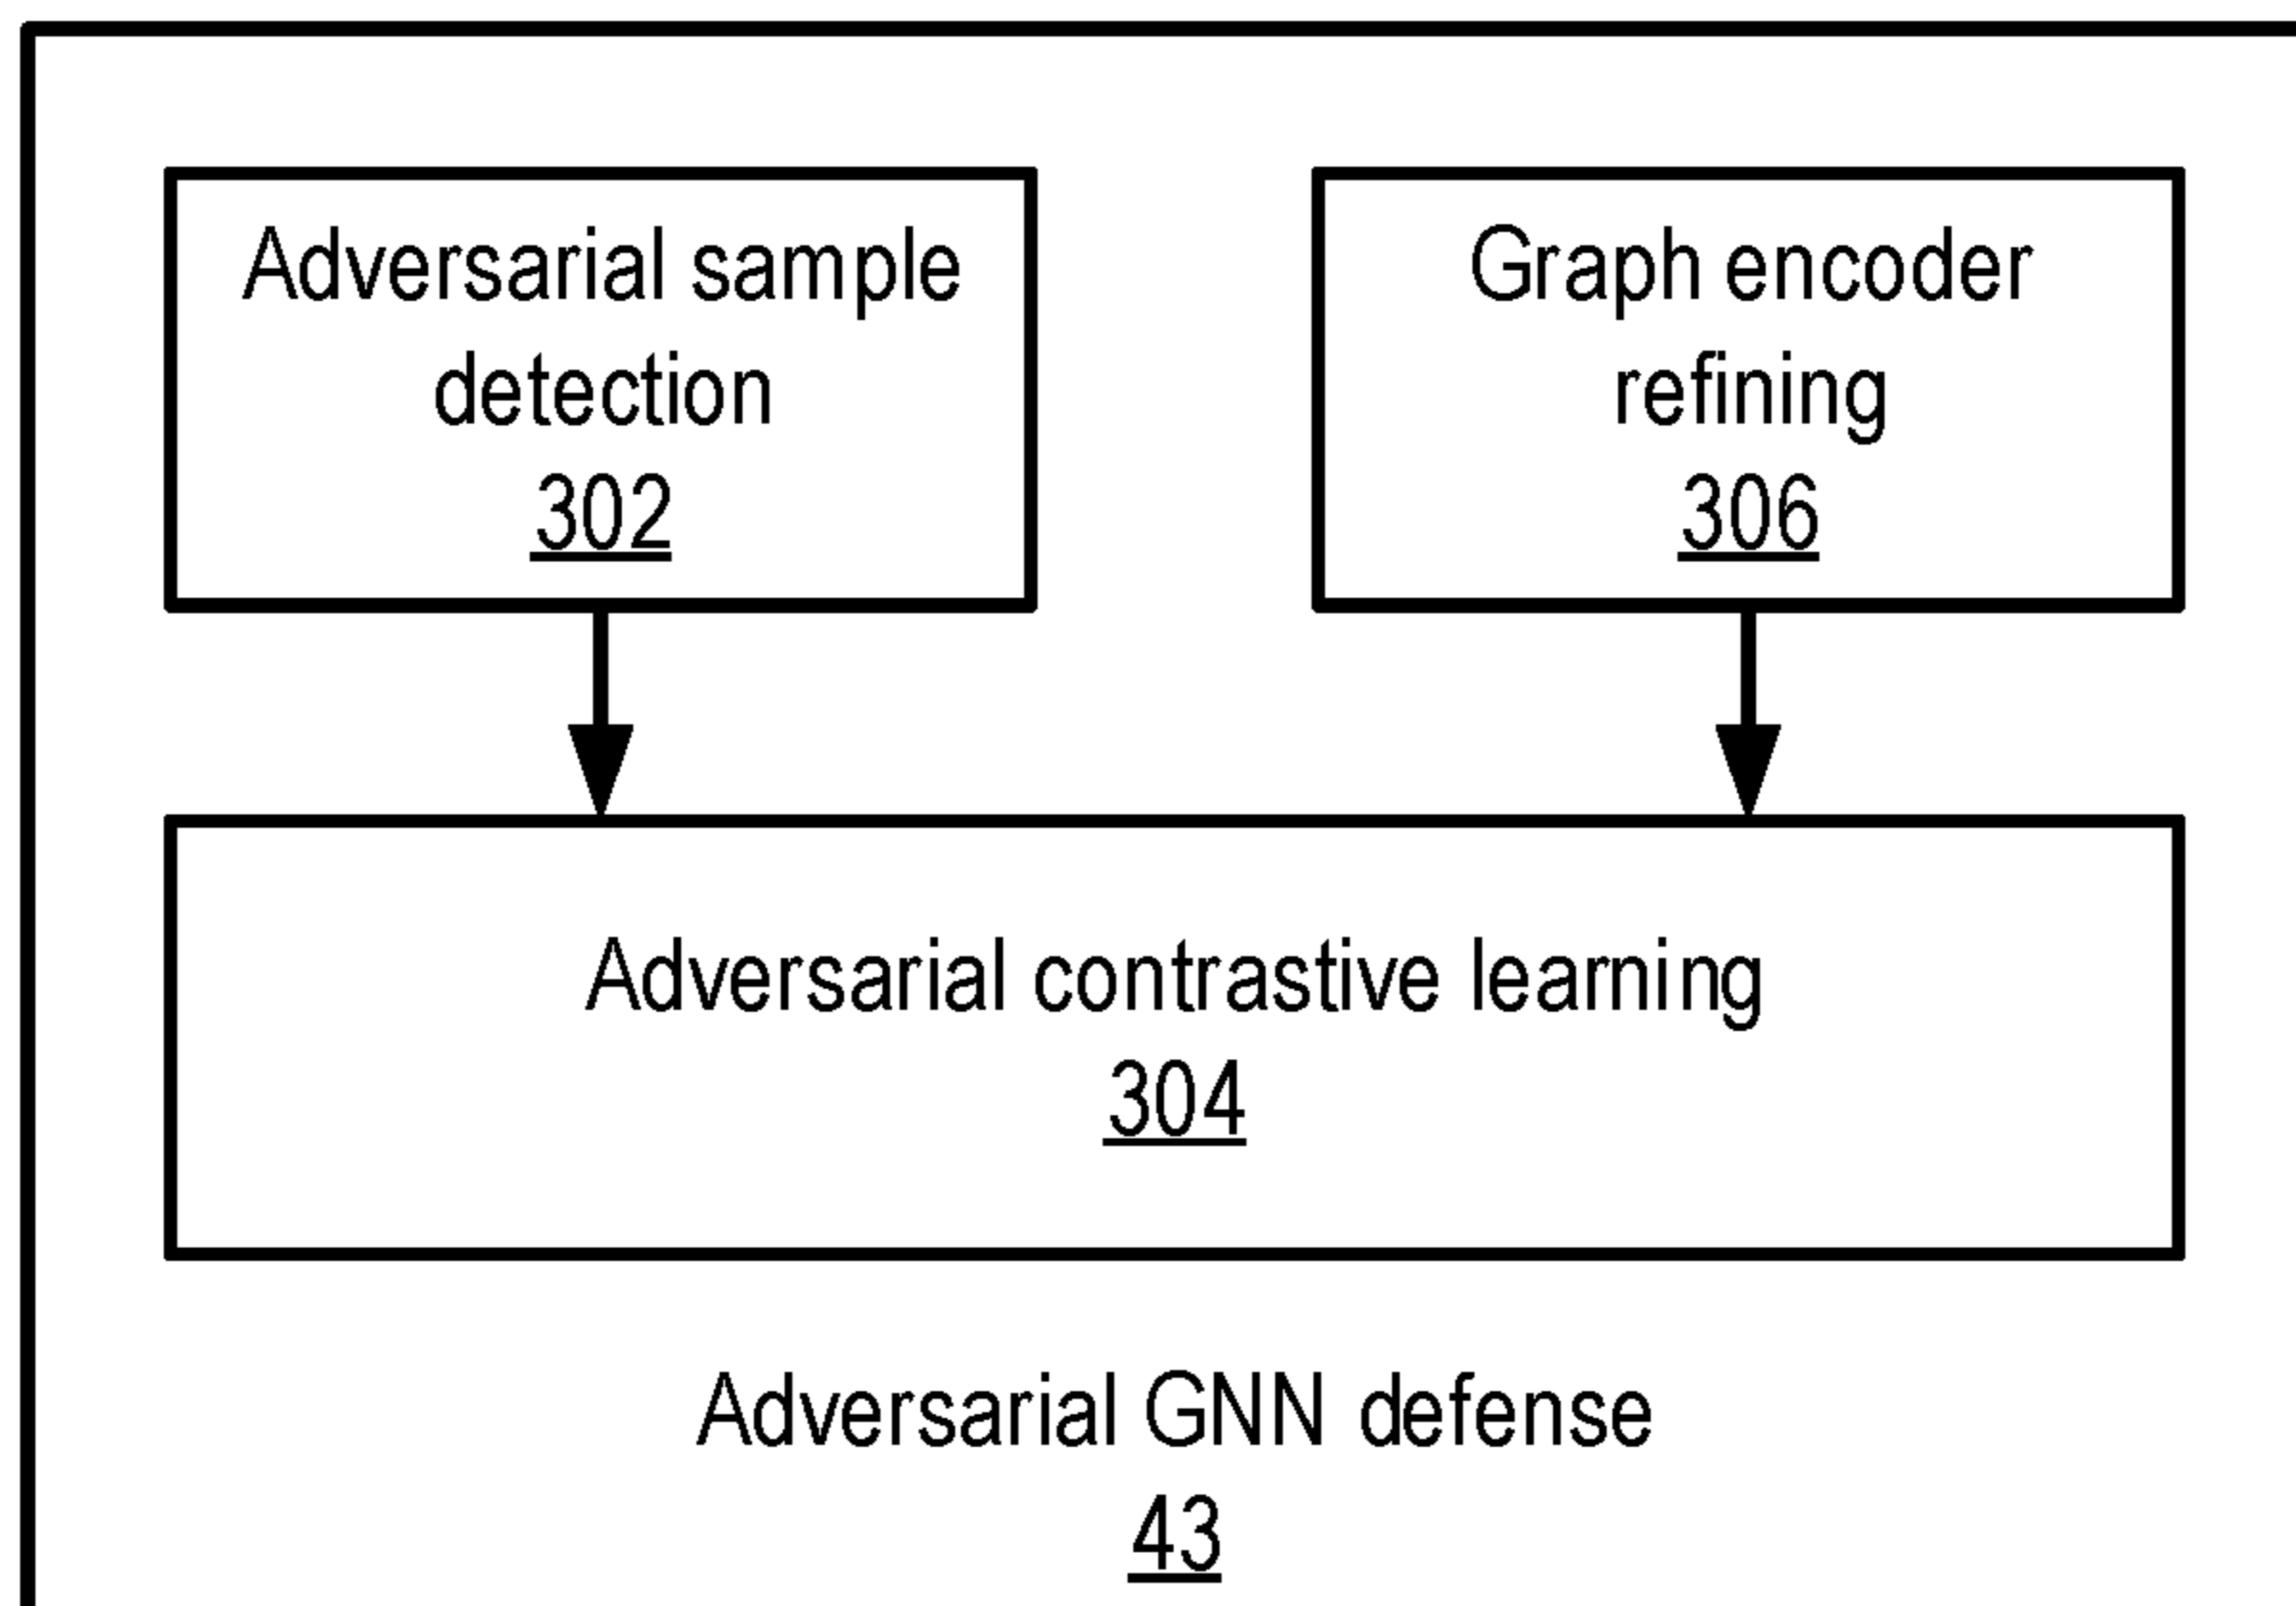 Adversarial sample
detection
302
Graph encoder
refining
306
Adversarial contrastive learning
304
Adversarial GNN defense
43